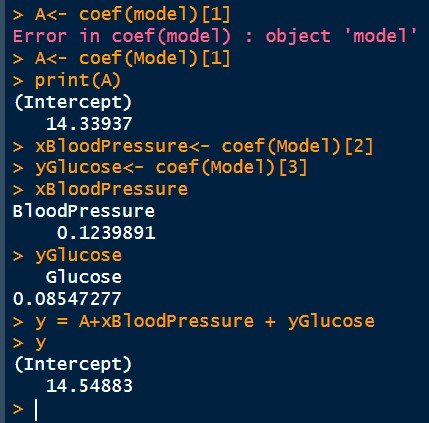 > A<- coef(model)[1]
Error in coef(model) : object 'model'
> A<- coef(Model)[1]
> print(A)
(Intercept)
   14.33937
> xBloodPressure<- coef(Model)[2]
> yGlucose<- coef(Model)[3]
> xBloodPressure
BloodPressure
    0.1239891
> yGlucose
   Glucose
0.08547277
> y = A+xBloodPressure + yGlucose
> y
(Intercept)
   14.54883
>